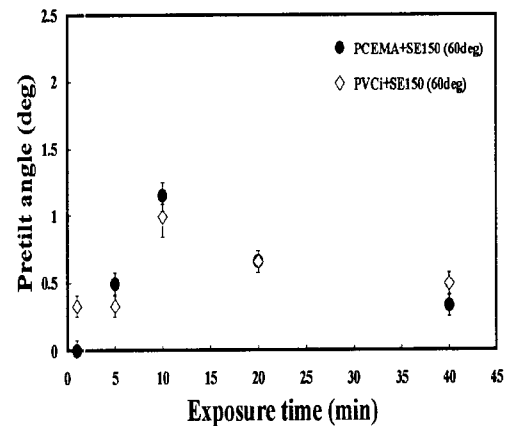 2.5
2
1.5
1
0.5
0
Pretilt angle (deg)
PCEMA+SE150 (60deg)
PVCi+SE150 (60deg)
0 5 10 15 20 25 30 35 40 45
Exposure time (min)